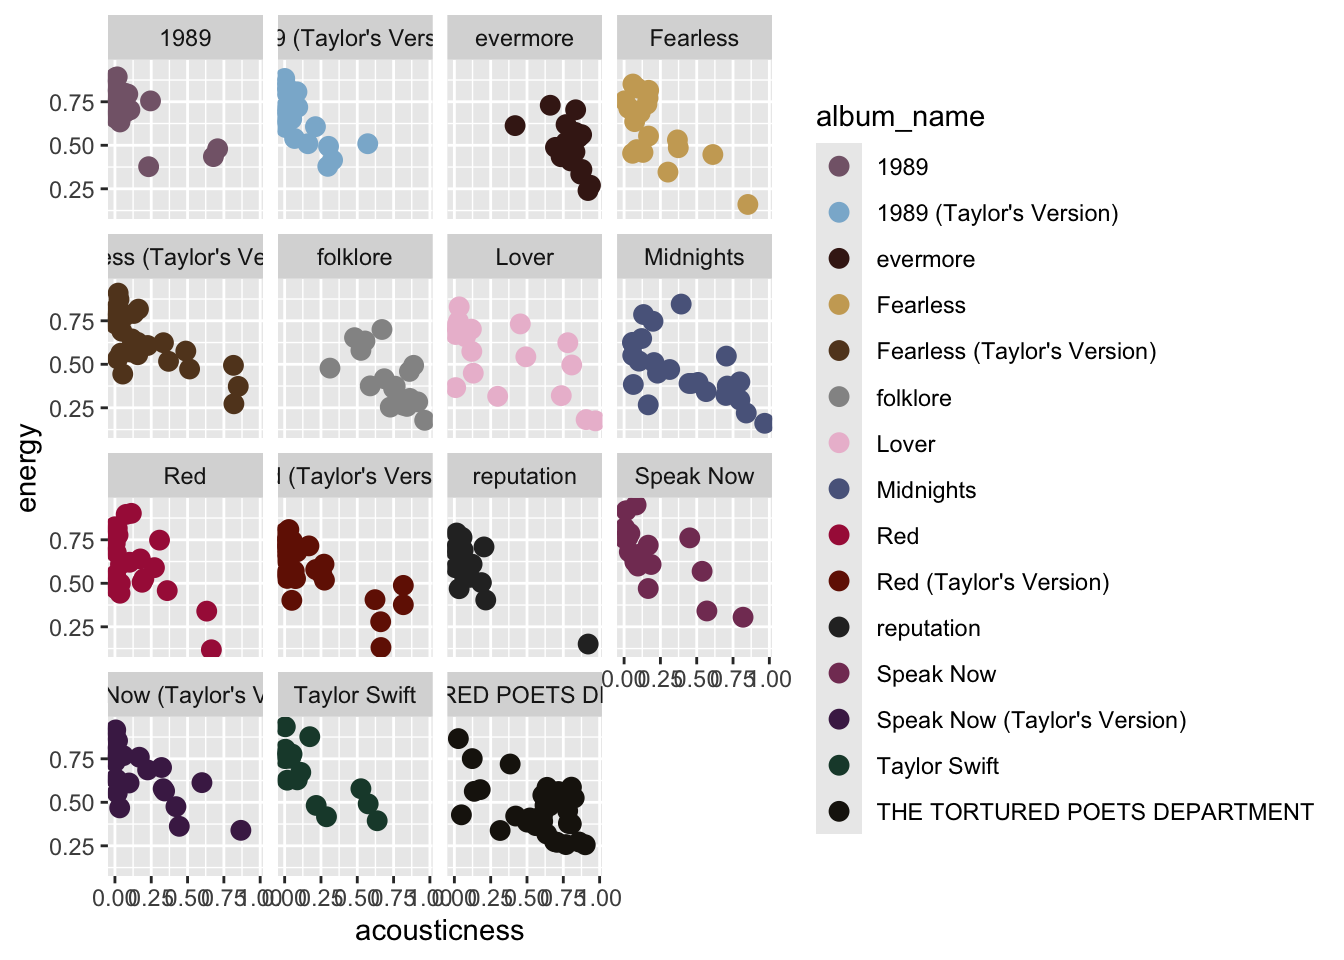 1989
9 (Taylor's Vers
evermore
Fearless
0.75
0.50
0.25
ess (Taylor's Ve
folklore
Lover
Midnights
0.75
0.50
0.25
Red
d (Taylor's Vers
reputation
Speak Now
0.75
0.50
0.25
0.00 0.25 0.50 0.75 1.00
Now (Taylor's V
Taylor Swift
RED POETS DE
0.75
0.50
0.25
0.00 0.25 0.50 0.75 1.00 0.00 0.25 0.50 0.75 1.00 0.00 0.25 0.50 0.75 1.00
acousticness
energy
album_name
1989
1989 (Taylor's Version)
evermore
Fearless
Fearless (Taylor's Version)
folklore
Lover
Midnights
Red
Red (Taylor's Version)
reputation
Speak Now
Speak Now (Taylor's Version)
Taylor Swift
THE TORTURED POETS DEPARTMENT